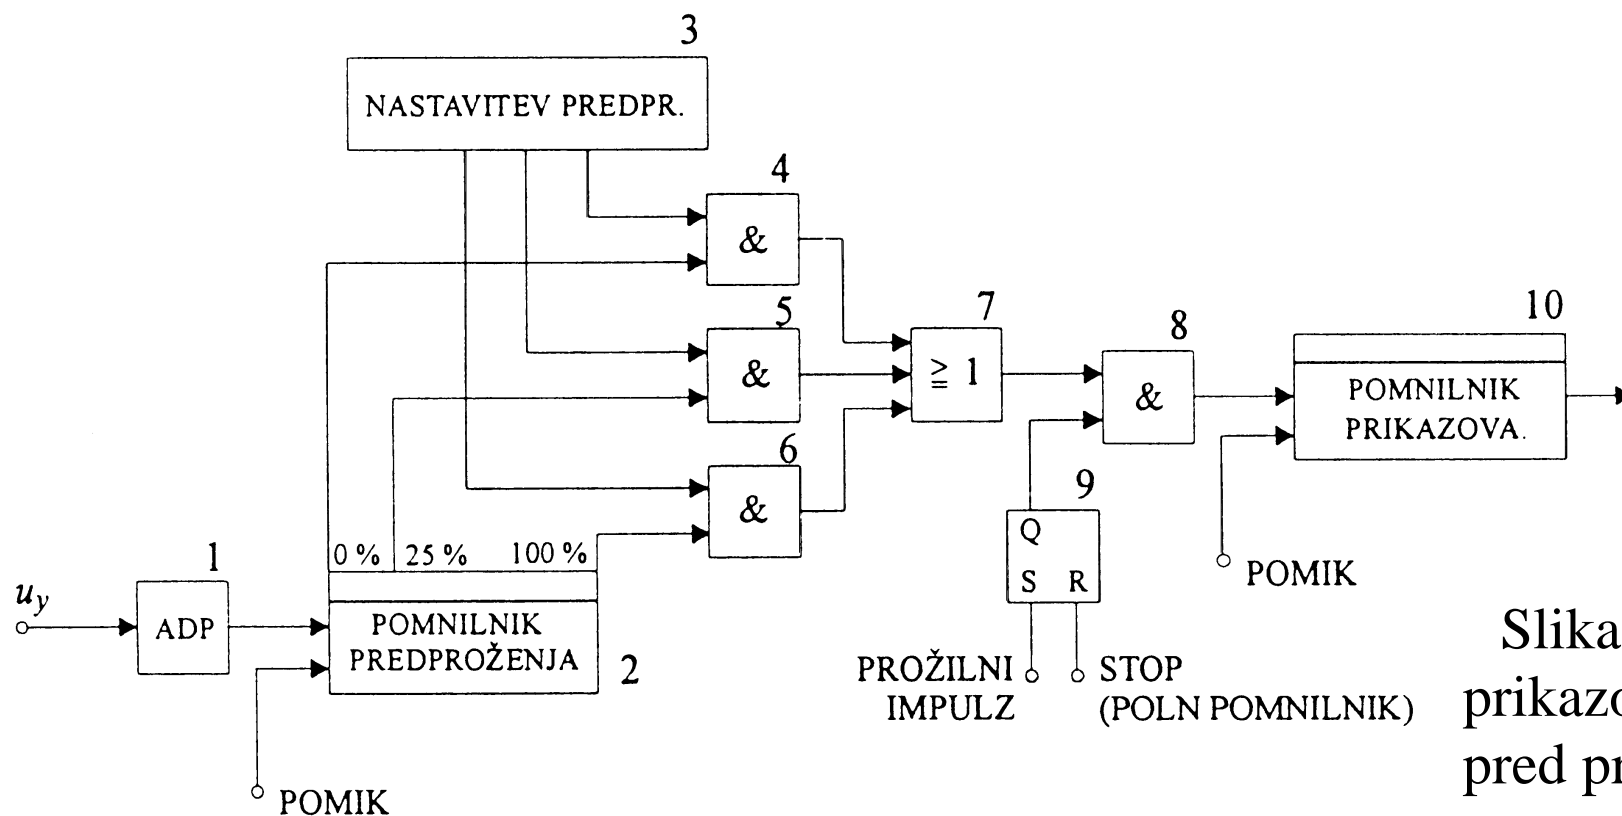 3
NASTAVITEV PREDPR.
4
&
5
&
6
&
7
≧ 1
8
&
9
Q
S R
10
POMNILNIK
PRIKAZOVA.
0 % 25 % 100 %
1
u_y
ADP
POMNILNIK
PREDPROŽENJA
2
POMIK
PROŽILNI
IMPULZ
STOP
(POLN POMNILNIK)
POMIK
Slika
prikazo
pred pr